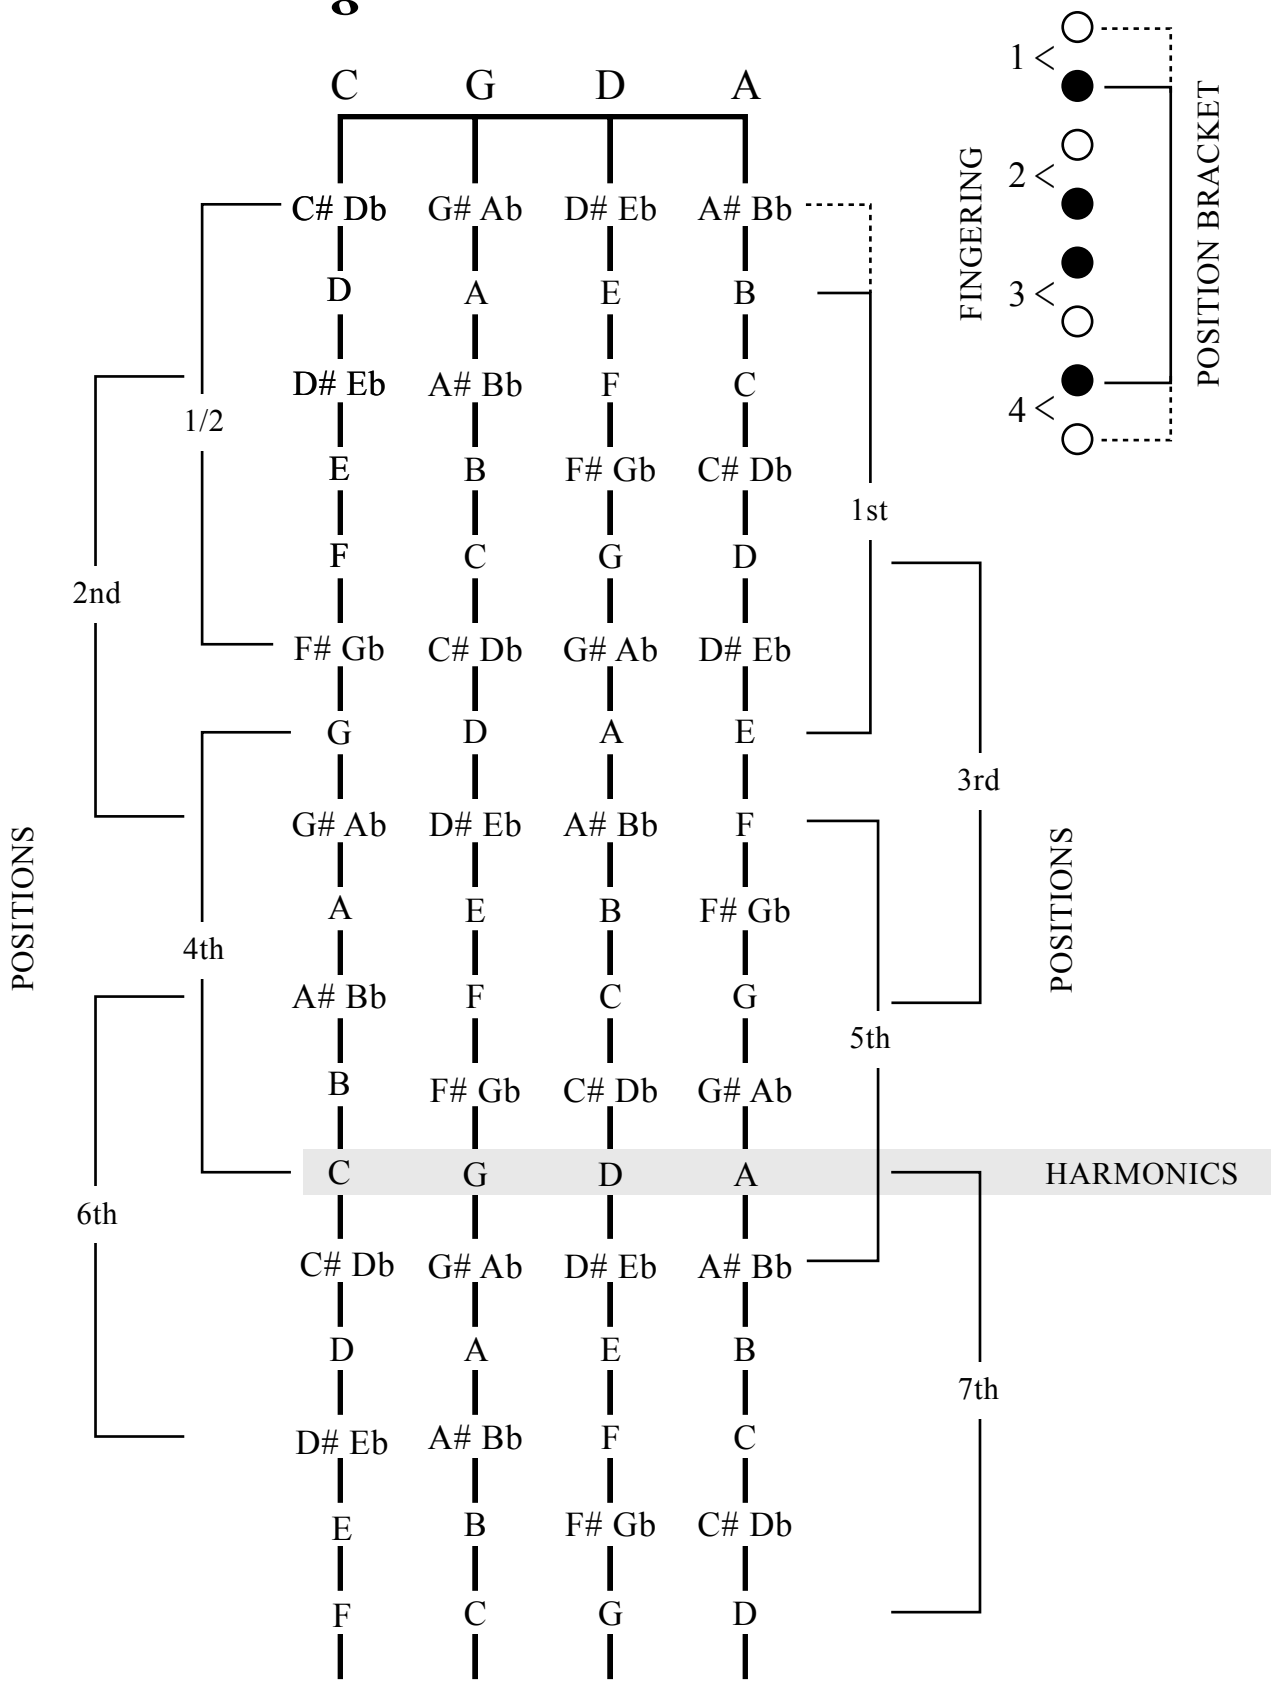 C G D A
C# Db G# Ab D# Eb A# Bb
D A E B
D# Eb A# Bb F C
1/2
E B F# Gb C# Db
1st
F C G D
2nd
F# Gb C# Db G# Ab D# Eb
G D A E
3rd
G# Ab D# Eb A# Bb F
A E B F# Gb
4th
A# Bb F C G
5th
B F# Gb C# Db G# Ab
C G D A HARMONICS
6th
C# Db G# Ab D# Eb A# Bb
D A E B
7th
D# Eb A# Bb F C
E B F# Gb C# Db
F C G D
POSITIONS
POSITIONS
FINGERING
1 <
2 <
3 <
4 <
POSITION BRACKET